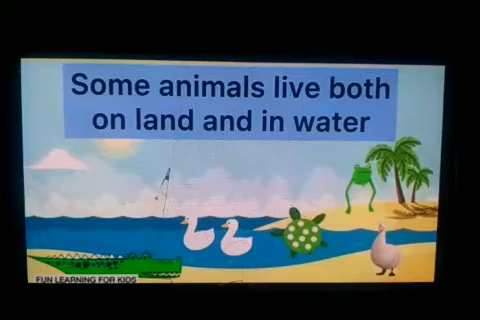 Some animals live both
on land and in water
FUN LEARNING FOR KIDS